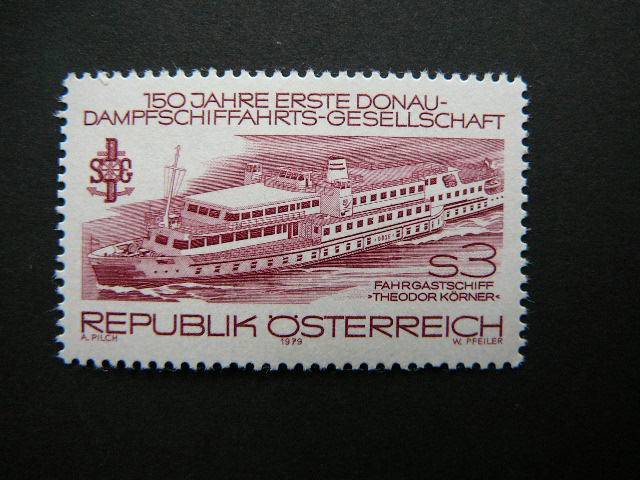 150 JAHRE ERSTE DONAU-
DAMPFSCHIFFAHRTS-GESELLSCHAFT
D
S G
D
S3
FAHRGASTSCHIFF
›THEODOR KÖRNER‹
REPUBLIK ÖSTERREICH
A. PILCH 1979 W. PFEILER